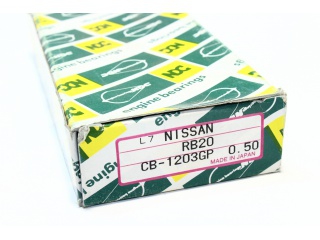 NDC
engine bearings
L7 NISSAN
RB20
CB-1203GP 0.50
MADE IN JAPAN